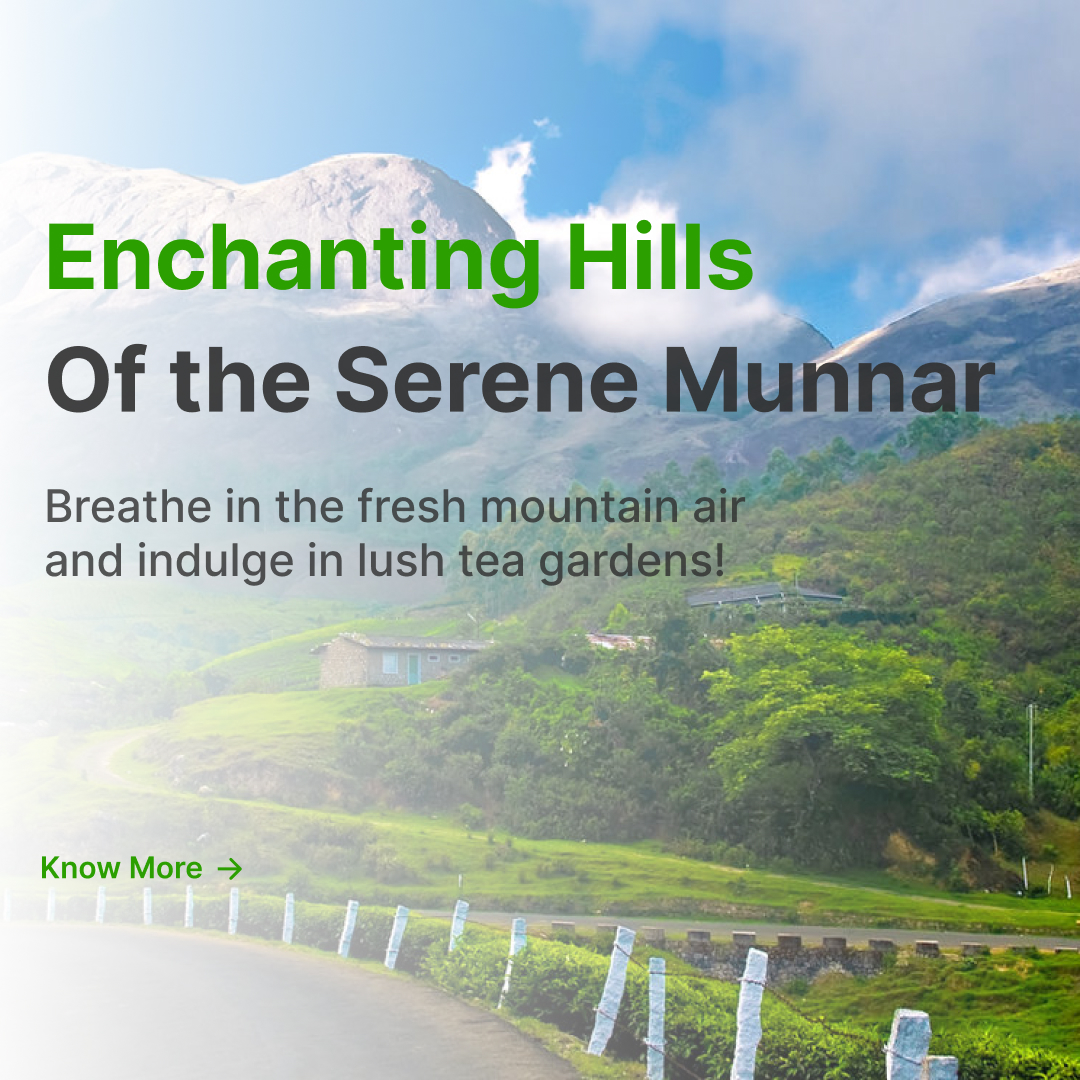 Enchanting Hills
Of the Serene Munnar
Breathe in the fresh mountain air
and indulge in lush tea gardens!
Know More →